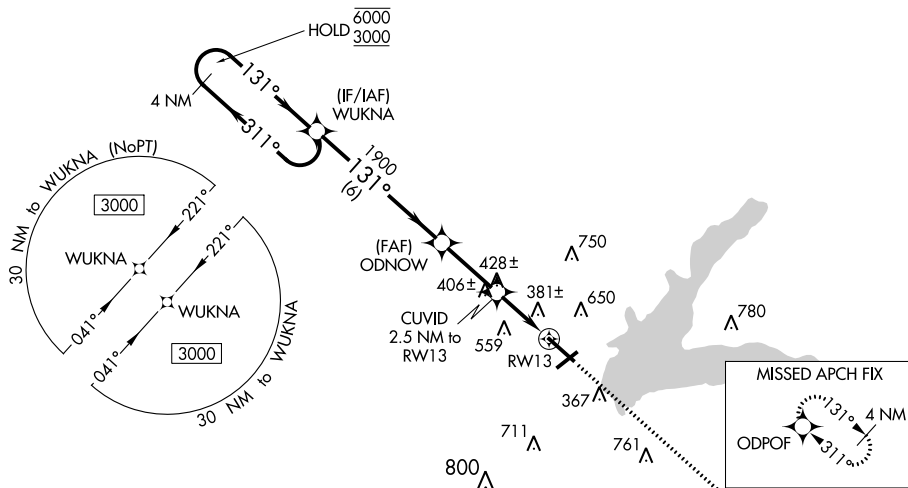 HOLD 6000
3000
131°
4 NM
311°
(IF/IAF)
WUKNA
1900
131°
(6)
30 NM to WUKNA (NoPT)
3000
221°
WUKNA
041°
221°
WUKNA
041°
3000
30 NM to WUKNA
(FAF)
ODNOW
750
428±
406±
381±
650
CUVID
2.5 NM to
RW13
559
RW13
780
367
711
761
800
MISSED APCH FIX
131°
4 NM
311°
ODPOF